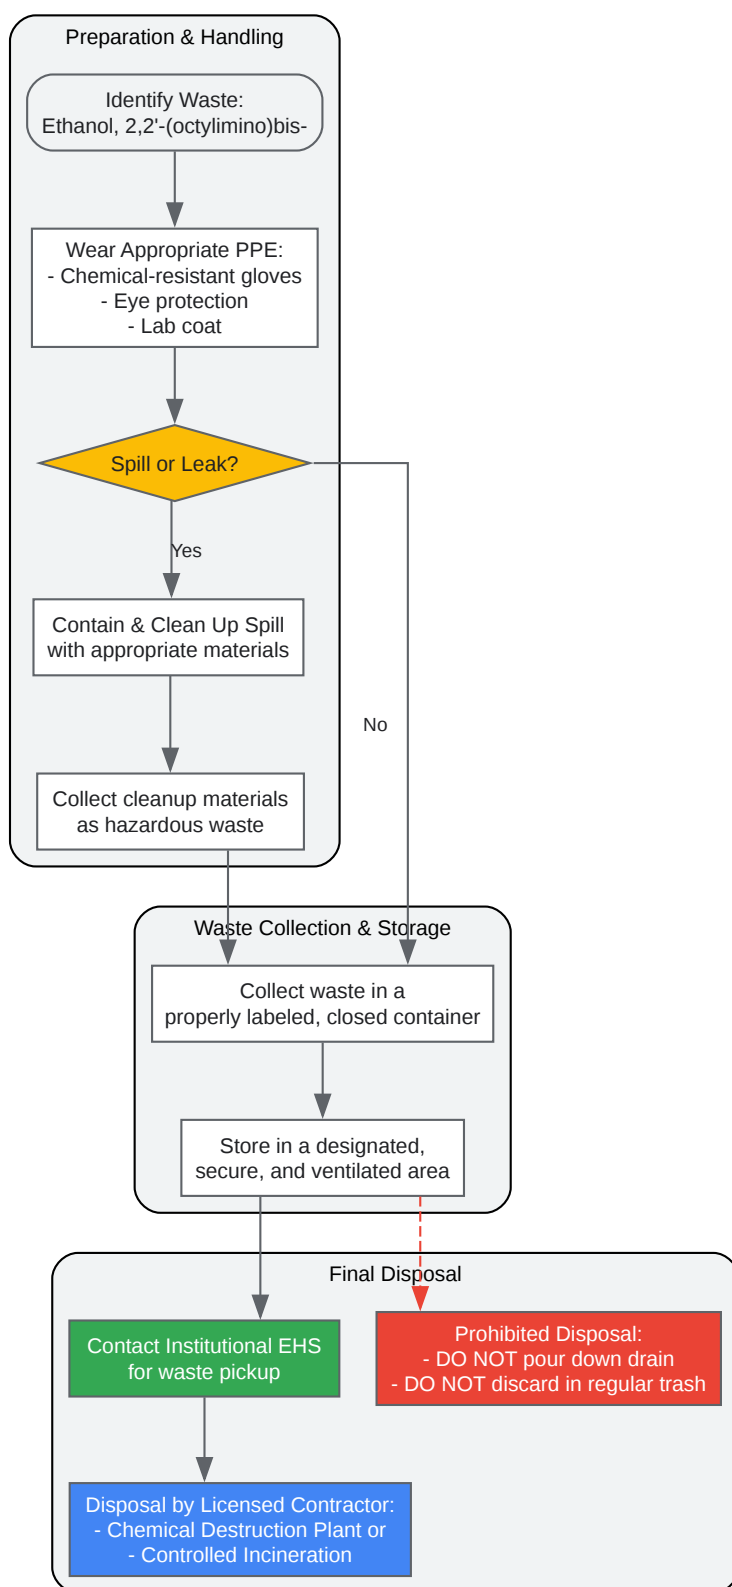 Preparation & Handling
Identify Waste:
Ethanol, 2,2'-(octylimino)bis-
Wear Appropriate PPE:
- Chemical-resistant gloves
- Eye protection
- Lab coat
Spill or Leak?
Yes
Contain & Clean Up Spill
with appropriate materials
No
Collect cleanup materials
as hazardous waste
Waste Collection & Storage
Collect waste in a
properly labeled, closed container
Store in a designated,
secure, and ventilated area
Final Disposal
Contact Institutional EHS
for waste pickup
Prohibited Disposal:
- DO NOT pour down drain
- DO NOT discard in regular trash
Disposal by Licensed Contractor:
- Chemical Destruction Plant or
- Controlled Incineration